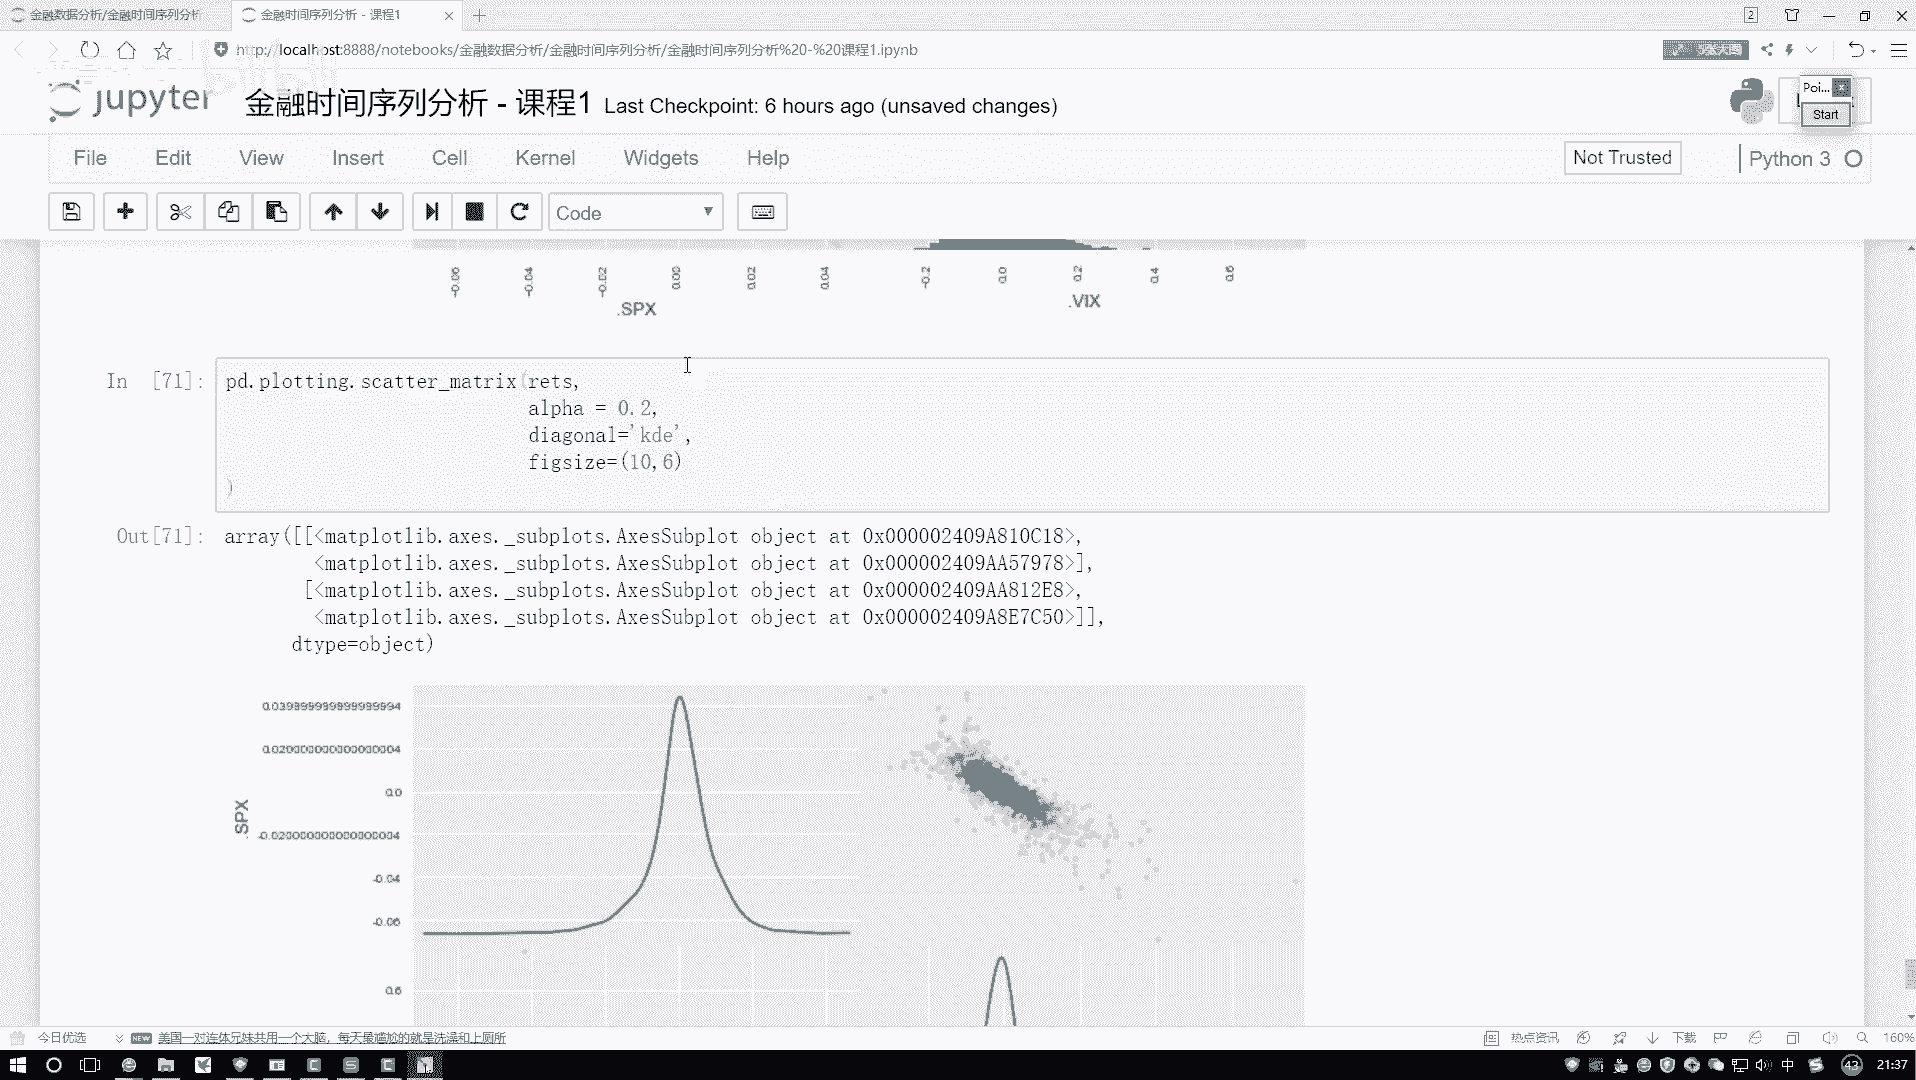 金融数据分析/金融时间序列分析
金融时间序列分析 - 课程1
2
http://localhost:8888/notebooks/金融数据分析/金融时间序列分析/金融时间序列分析%20-%20课程1.ipynb
jupyter
金融时间序列分析 - 课程1 Last Checkpoint: 6 hours ago (unsaved changes)
Poi...
Start
File Edit View Insert Cell Kernel Widgets Help
Not Trusted
Python 3
Code
-0.06 -0.04 -0.02 0.00 0.02 0.04
-0.2 0.0 0.2 0.4 0.6
.SPX
.VIX
In [71]: pd.plotting.scatter_matrix(rets,
alpha = 0.2,
diagonal='kde',
figsize=(10,6)
)
Out[71]: array([[<matplotlib.axes._subplots.AxesSubplot object at 0x000002409A810C18>,
<matplotlib.axes._subplots.AxesSubplot object at 0x000002409AA57978>],
[<matplotlib.axes._subplots.AxesSubplot object at 0x000002409AA812E8>,
<matplotlib.axes._subplots.AxesSubplot object at 0x000002409A8E7C50>]],
dtype=object)
0.039999999999999994
0.020000000000000004
0.0
.SPX
-0.020000000000000004
-0.04
-0.06
0.6
今日优选
NEW 美国一对连体兄妹共用一个大脑，每天最尴尬的就是洗澡和上厕所
热点资讯
下载
160%
中
43
21:37